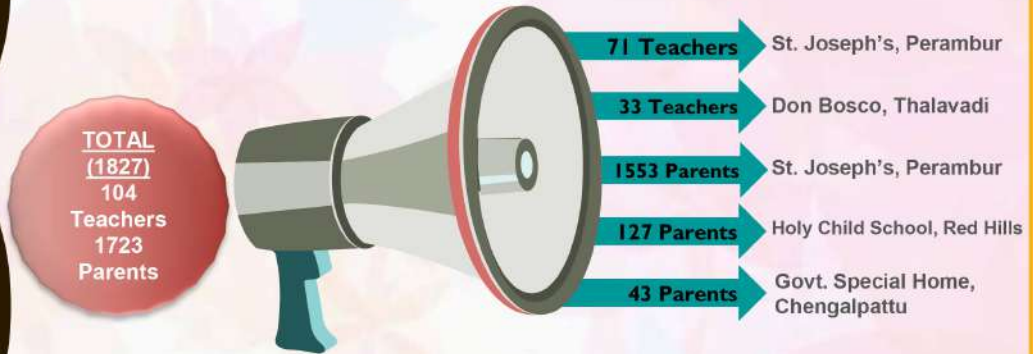 TOTAL
(1827)
104
Teachers
1723
Parents
71 Teachers
St. Joseph's, Perambur
33 Teachers
Don Bosco, Thalavadi
1553 Parents
St. Joseph's, Perambur
127 Parents
Holy Child School, Red Hills
43 Parents
Govt. Special Home,
Chengalpattu